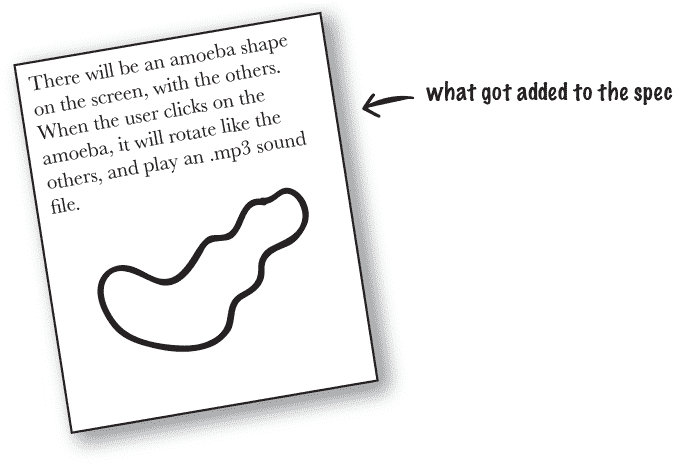 There will be an amoeba shape
on the screen, with the others.
When the user clicks on the
amoeba, it will rotate like the
others, and play an .mp3 sound
file.
what got added to the spec